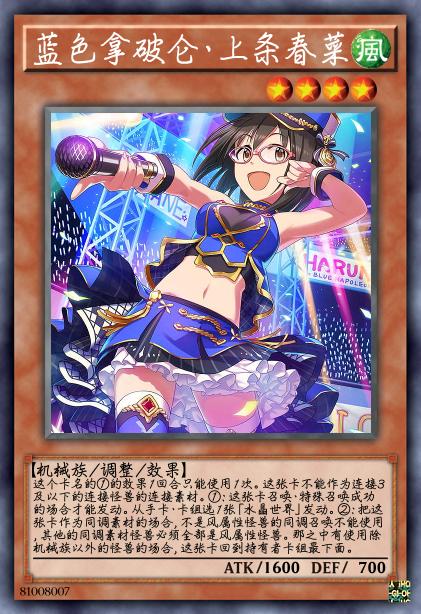 蓝色拿破仑·上条春菜
風
HARUN
BLUE NAPOLE
【机械族/调整/效果】
这个卡名的①的效果1回合只能使用1次。这张卡不能作为连接3
及以下的连接怪兽的连接素材。①:这张卡召唤·特殊召唤成功
的场合才能发动。从手卡·卡组选1张「水晶世界」发动。②:把这
张卡作为同调素材的场合,不是风属性怪兽的同调召唤不能使用
,其他的同调素材怪兽必须全部是风属性怪兽。那之中有使用除
机械族以外的怪兽的场合,这张卡回到持有者卡组最下面。
ATK/1600 DEF/ 700
81008007